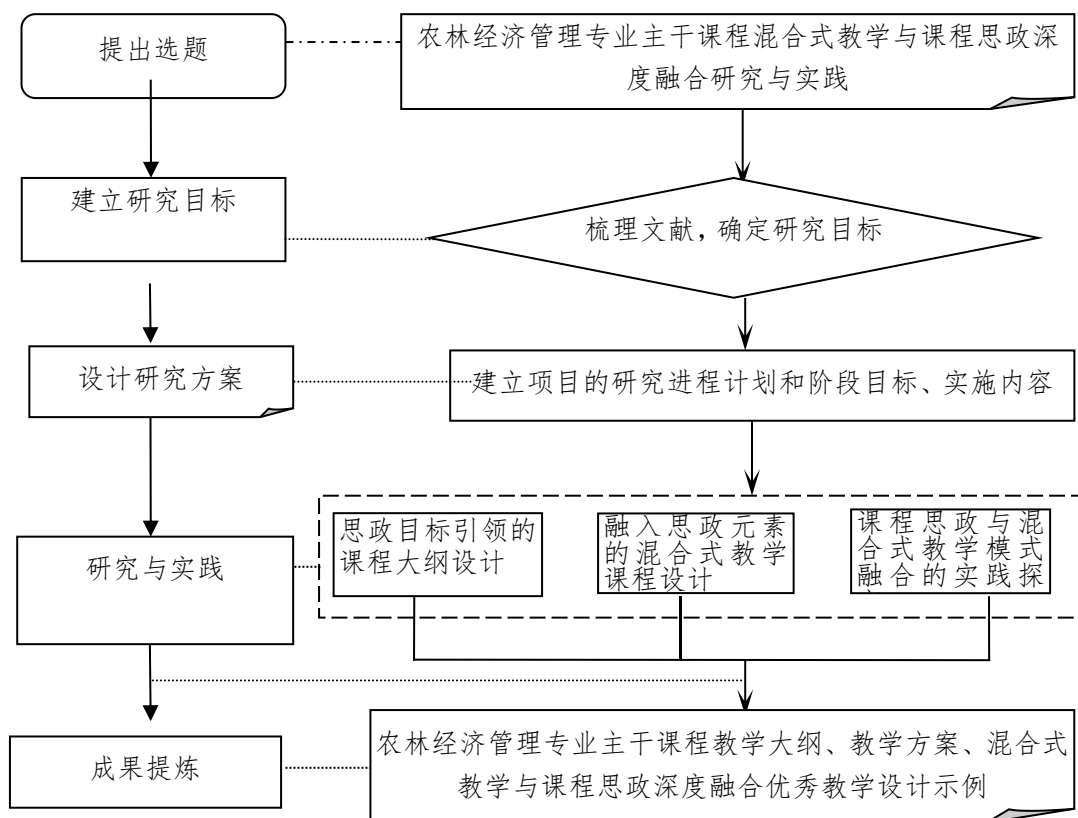 提出选题
农林经济管理专业主干课程混合式教学与课程思政深
度融合研究与实践
建立研究目标
梳理文献，确定研究目标
设计研究方案
建立项目的研究进程计划和阶段目标、实施内容
研究与实践
思政目标引领的
课程大纲设计
融入思政元素
的混合式教学
课程设计
课程思政与混
合式教学模式
融合的实践探
成果提炼
农林经济管理专业主干课程教学大纲、教学方案、混合式
教学与课程思政深度融合优秀教学设计示例